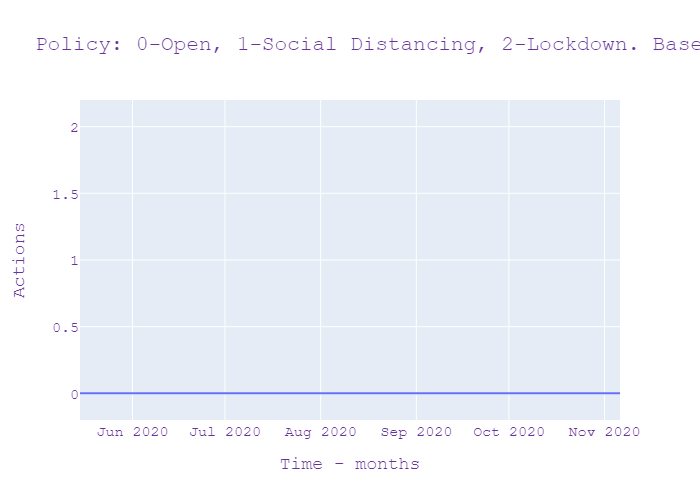 Policy: 0-Open, 1-Social Distancing, 2-Lockdown. Base
2
1.5
1
0.5
0
Actions
Jun 2020 Jul 2020 Aug 2020 Sep 2020 Oct 2020 Nov 2020
Time - months